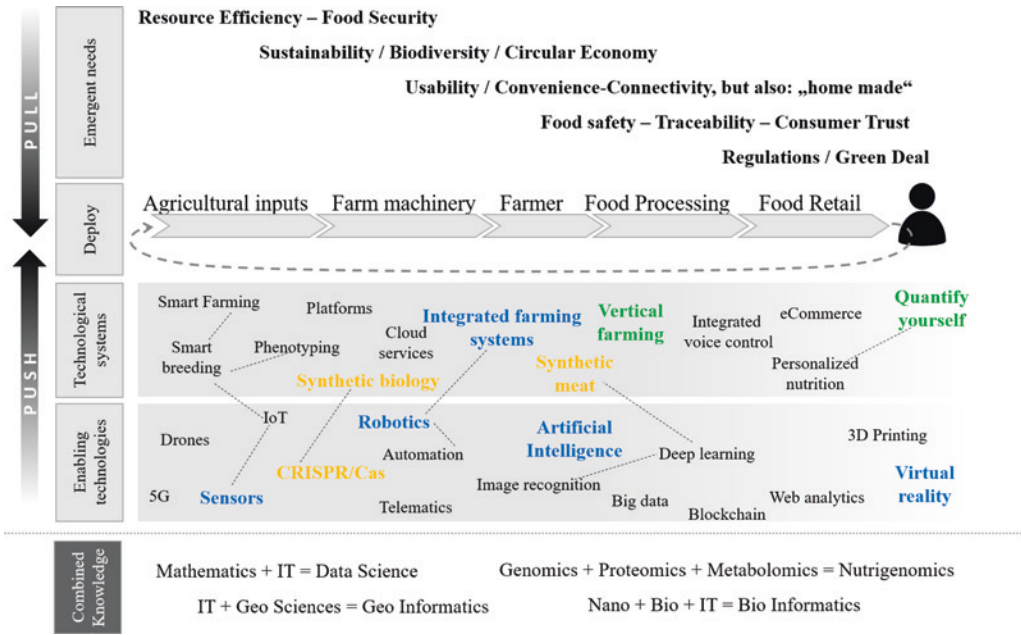 PULL
Emergent needs
Resource Efficiency – Food Security
Sustainability / Biodiversity / Circular Economy
Usability / Convenience-Connectivity, but also: „home made“
Food safety – Traceability – Consumer Trust
Regulations / Green Deal
Deploy
Agricultural inputs
Farm machinery
Farmer
Food Processing
Food Retail
PUSH
Technological
systems
Smart Farming
Platforms
Integrated farming
systems
Vertical
farming
eCommerce
Quantify
yourself
Smart
breeding
Phenotyping
Cloud
services
Integrated
voice control
Synthetic biology
Synthetic
meat
Personalized
nutrition
Enabling
technologies
IoT
Drones
Robotics
Artificial
Intelligence
3D Printing
CRISPR/Cas
Automation
Deep learning
5G
Sensors
Telematics
Image recognition
Big data
Blockchain
Web analytics
Virtual
reality
Combined
Knowledge
Mathematics + IT = Data Science
Genomics + Proteomics + Metabolomics = Nutrigenomics
IT + Geo Sciences = Geo Informatics
Nano + Bio + IT = Bio Informatics